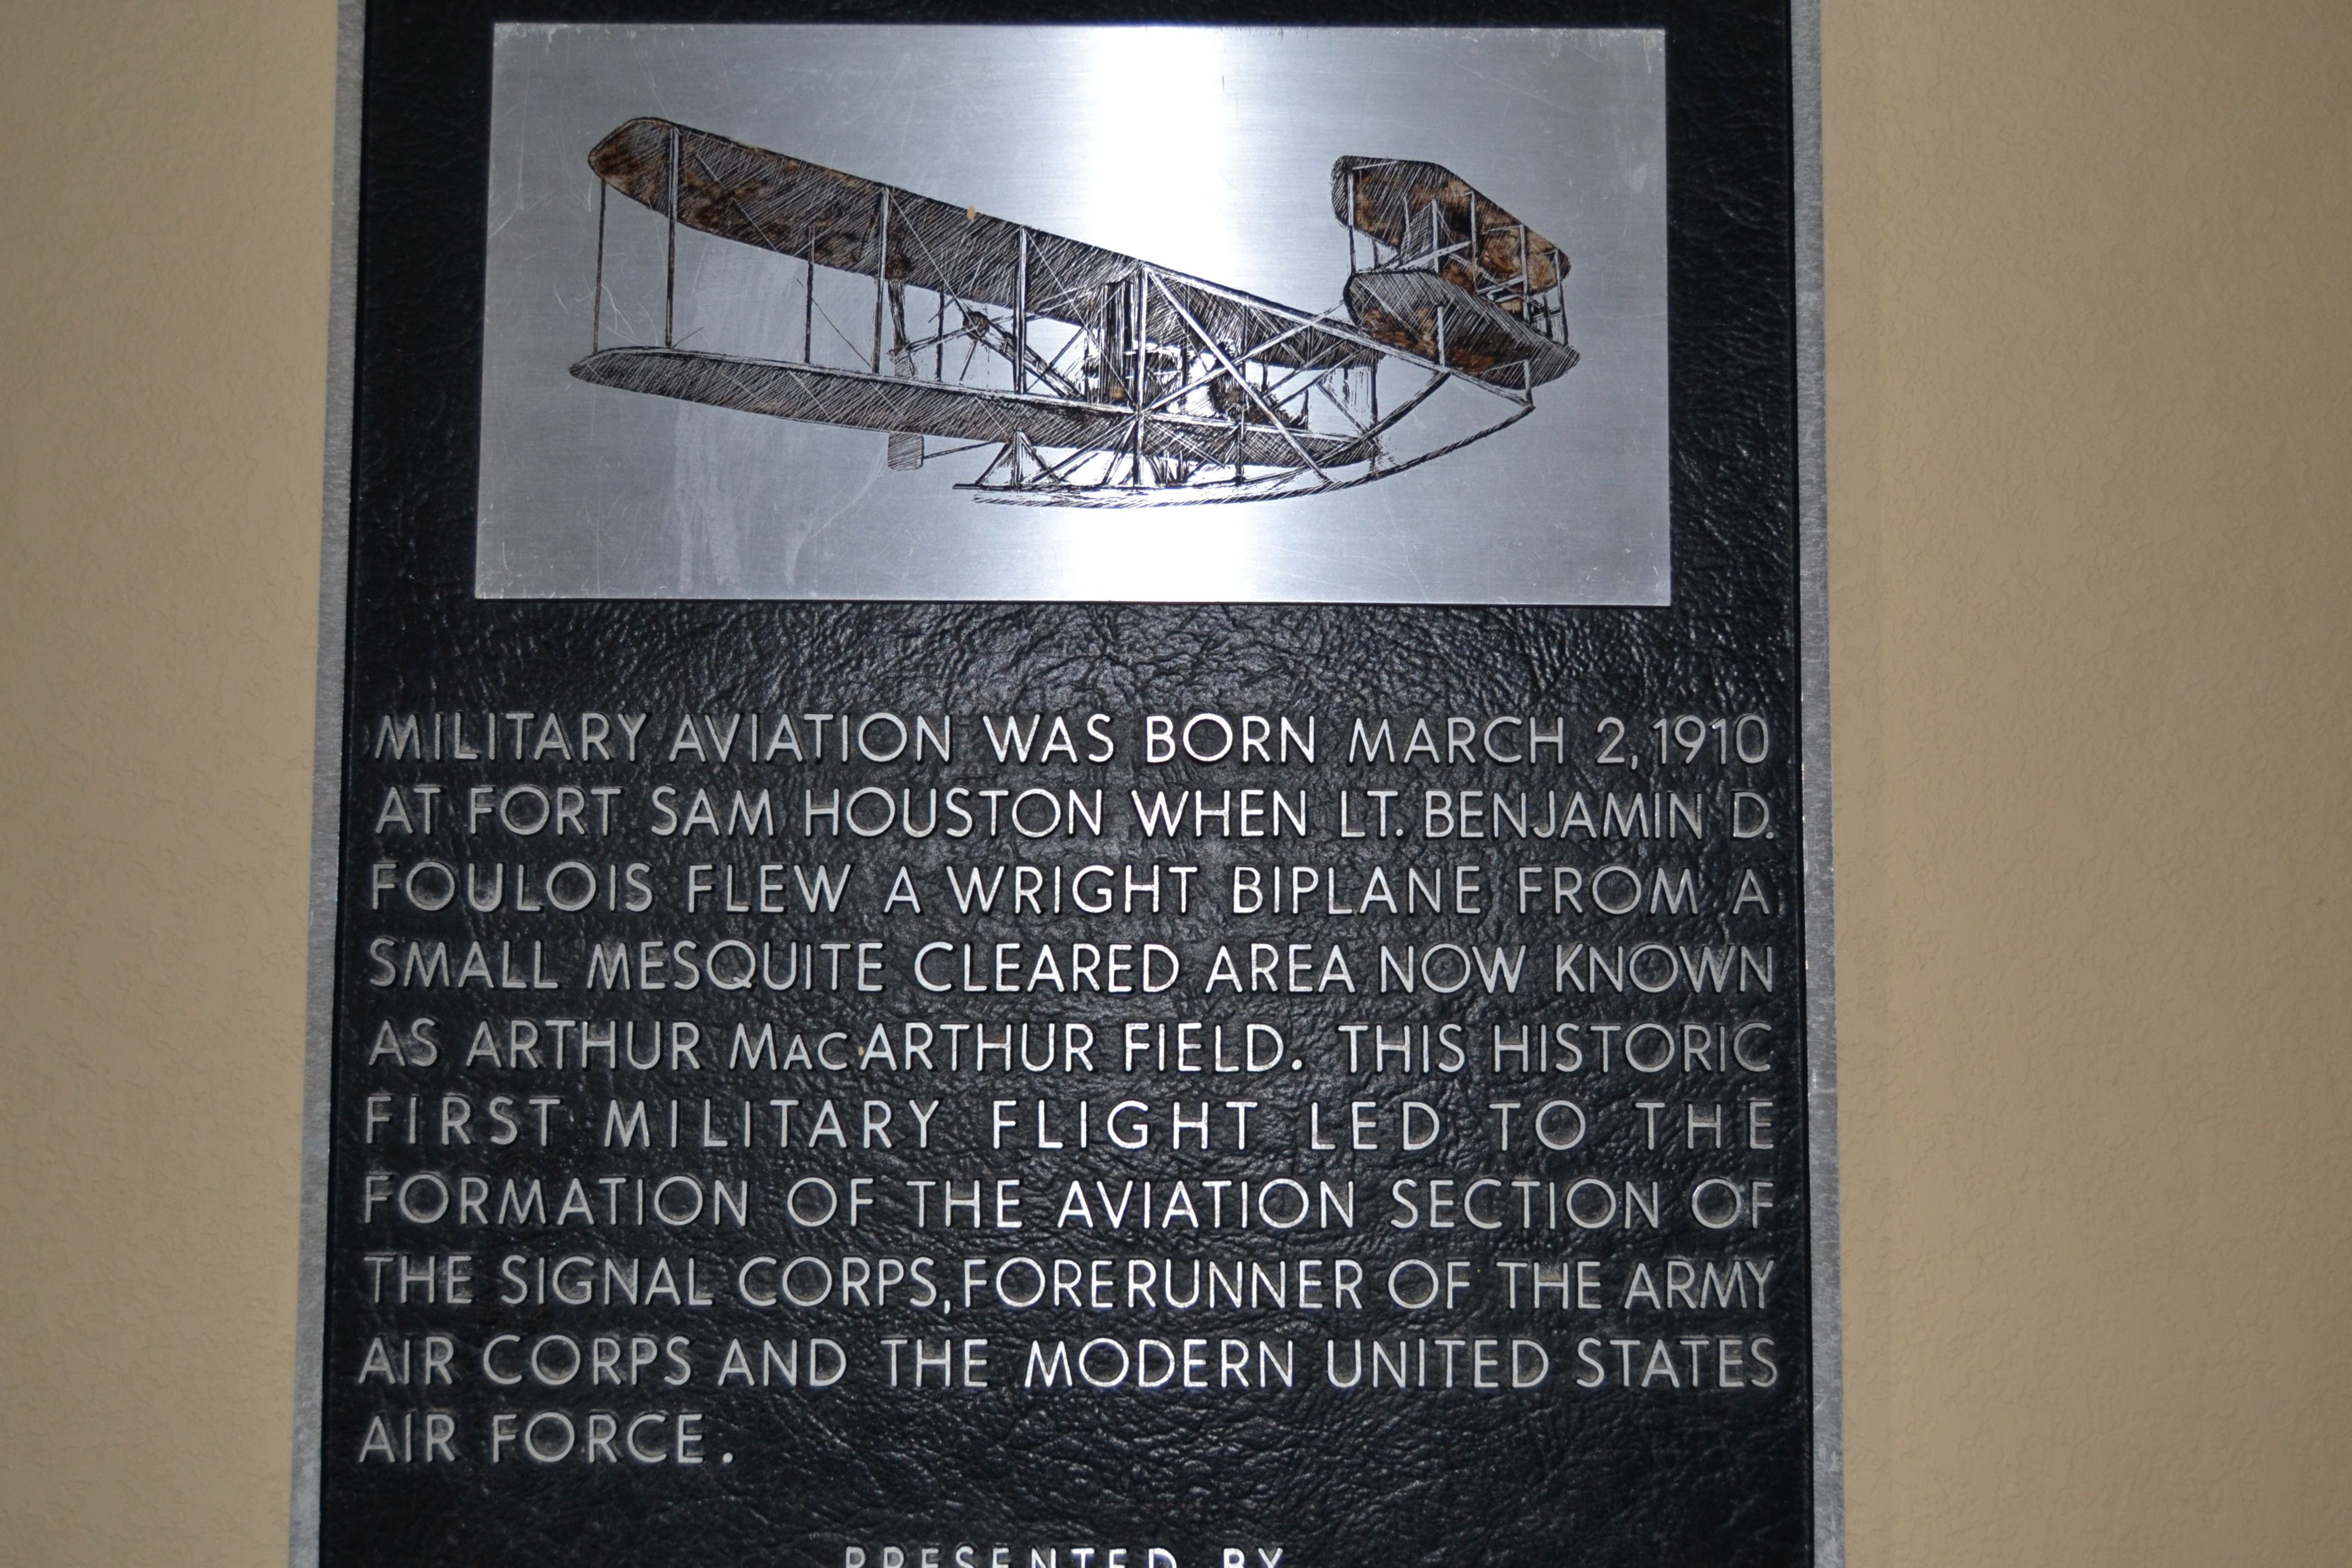 MILITARY AVIATION WAS BORN MARCH 2, 1910
AT FORT SAM HOUSTON WHEN LT. BENJAMIN D.
FOULOIS FLEW A WRIGHT BIPLANE FROM A
SMALL MESQUITE CLEARED AREA NOW KNOWN
AS ARTHUR MACARTHUR FIELD. THIS HISTORIC
FIRST MILITARY FLIGHT LED TO THE
FORMATION OF THE AVIATION SECTION OF
THE SIGNAL CORPS, FORERUNNER OF THE ARMY
AIR CORPS AND THE MODERN UNITED STATES
AIR FORCE.
PRESENTED BY